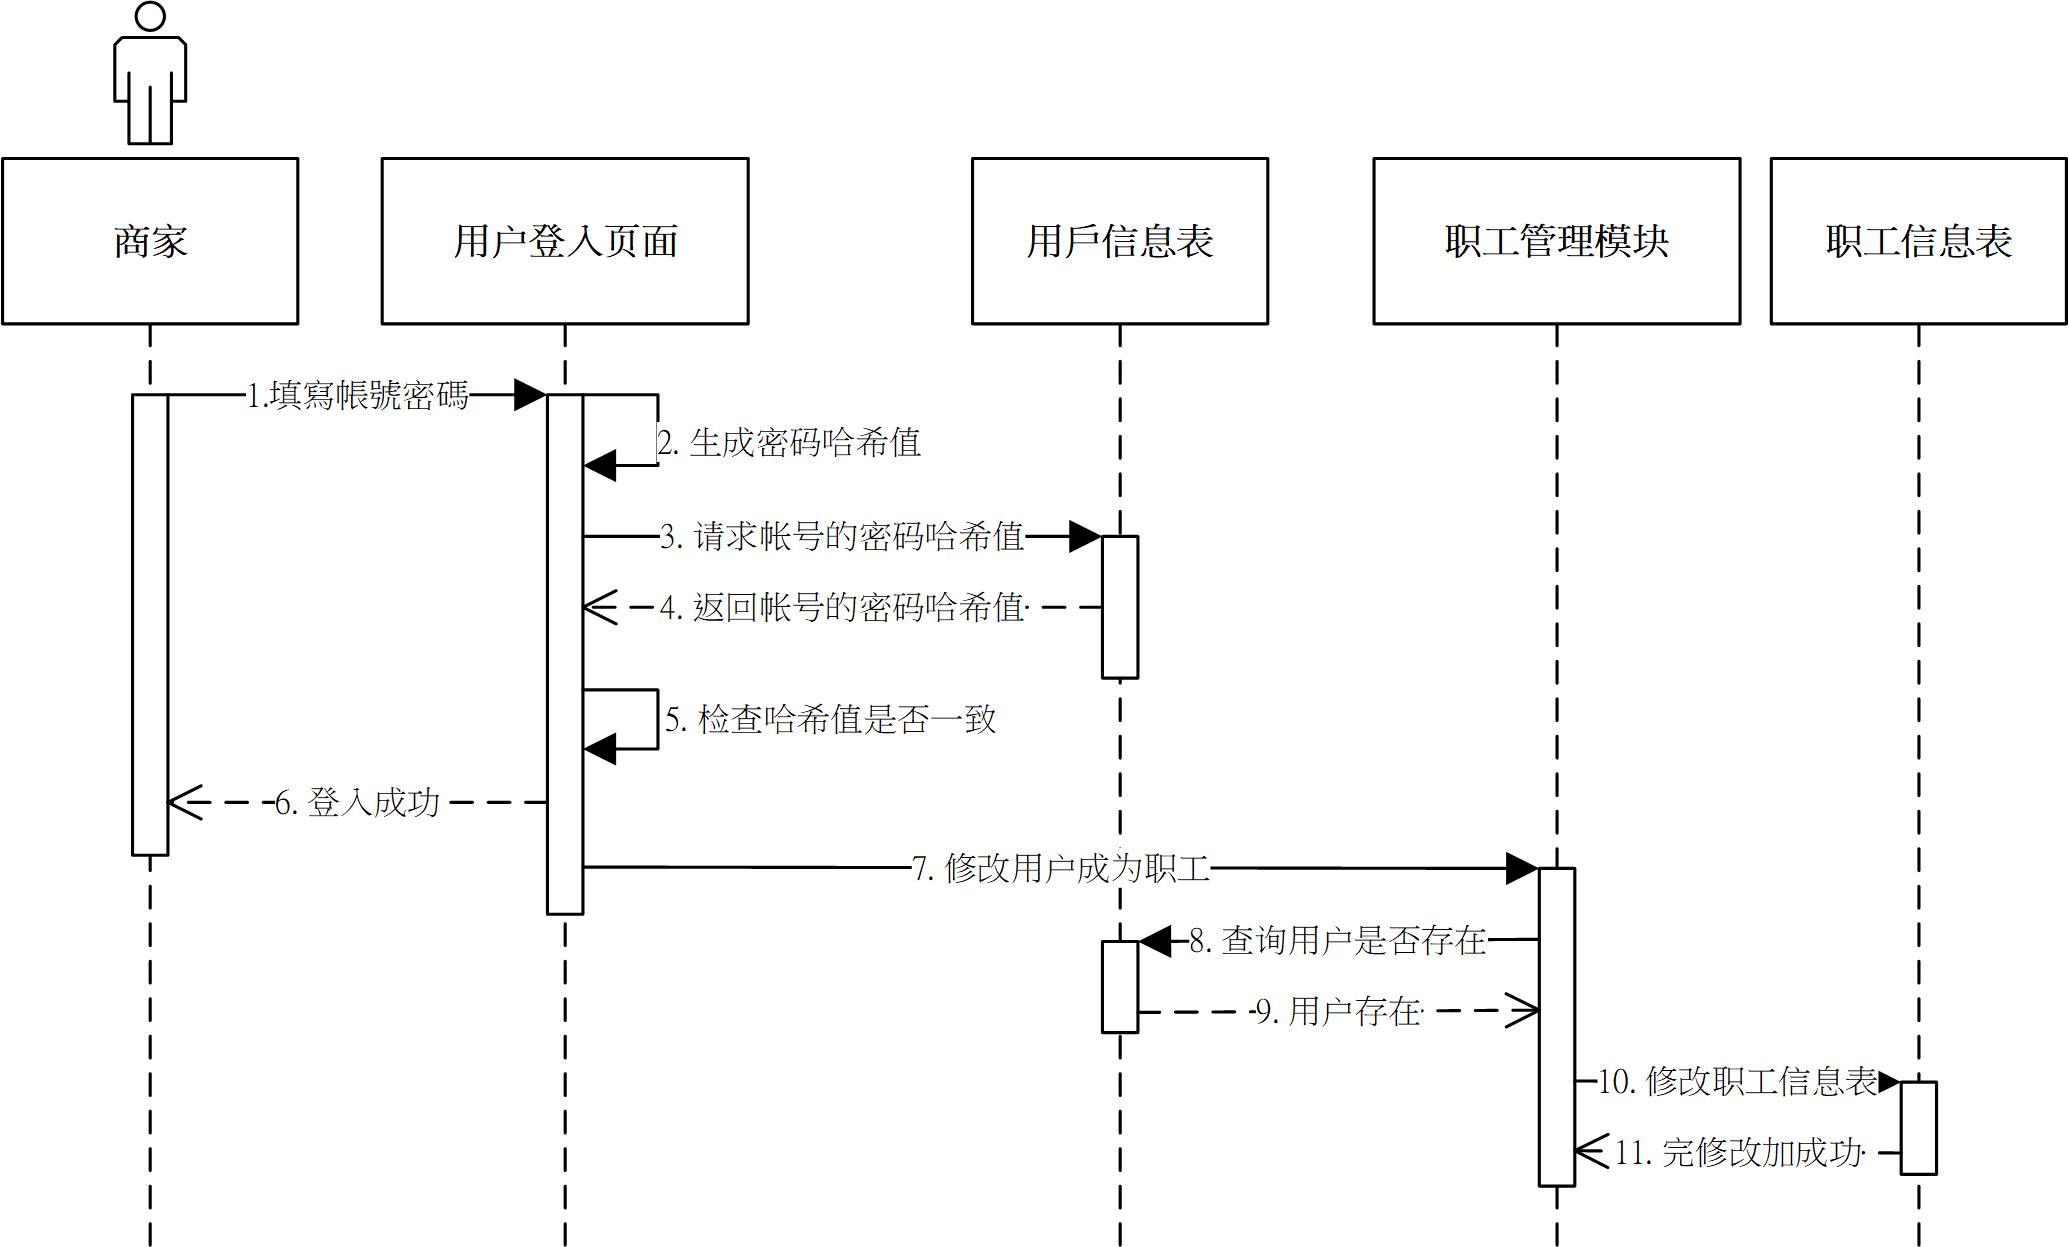 商家
用户登入页面
用戶信息表
职工管理模块
职工信息表
1.填寫帳號密碼
2. 生成密码哈希值
3. 请求帐号的密码哈希值
4. 返回帐号的密码哈希值
5. 检查哈希值是否一致
6. 登入成功
7. 修改用户成为职工
8. 查询用户是否存在
9. 用户存在
10. 修改职工信息表
11. 完修改加成功